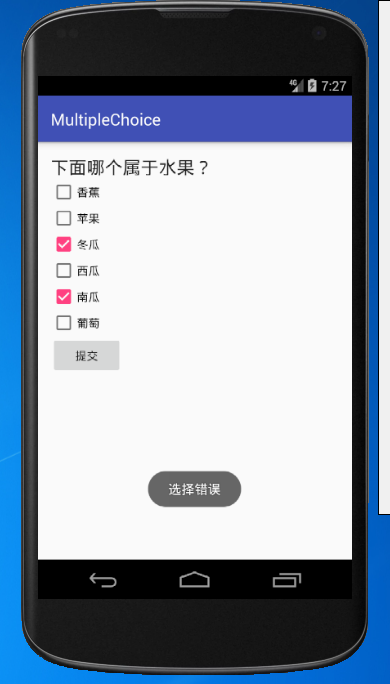 4G 7:27
MultipleChoice
下面哪个属于水果？
香蕉
苹果
冬瓜
西瓜
南瓜
葡萄
提交
选择错误